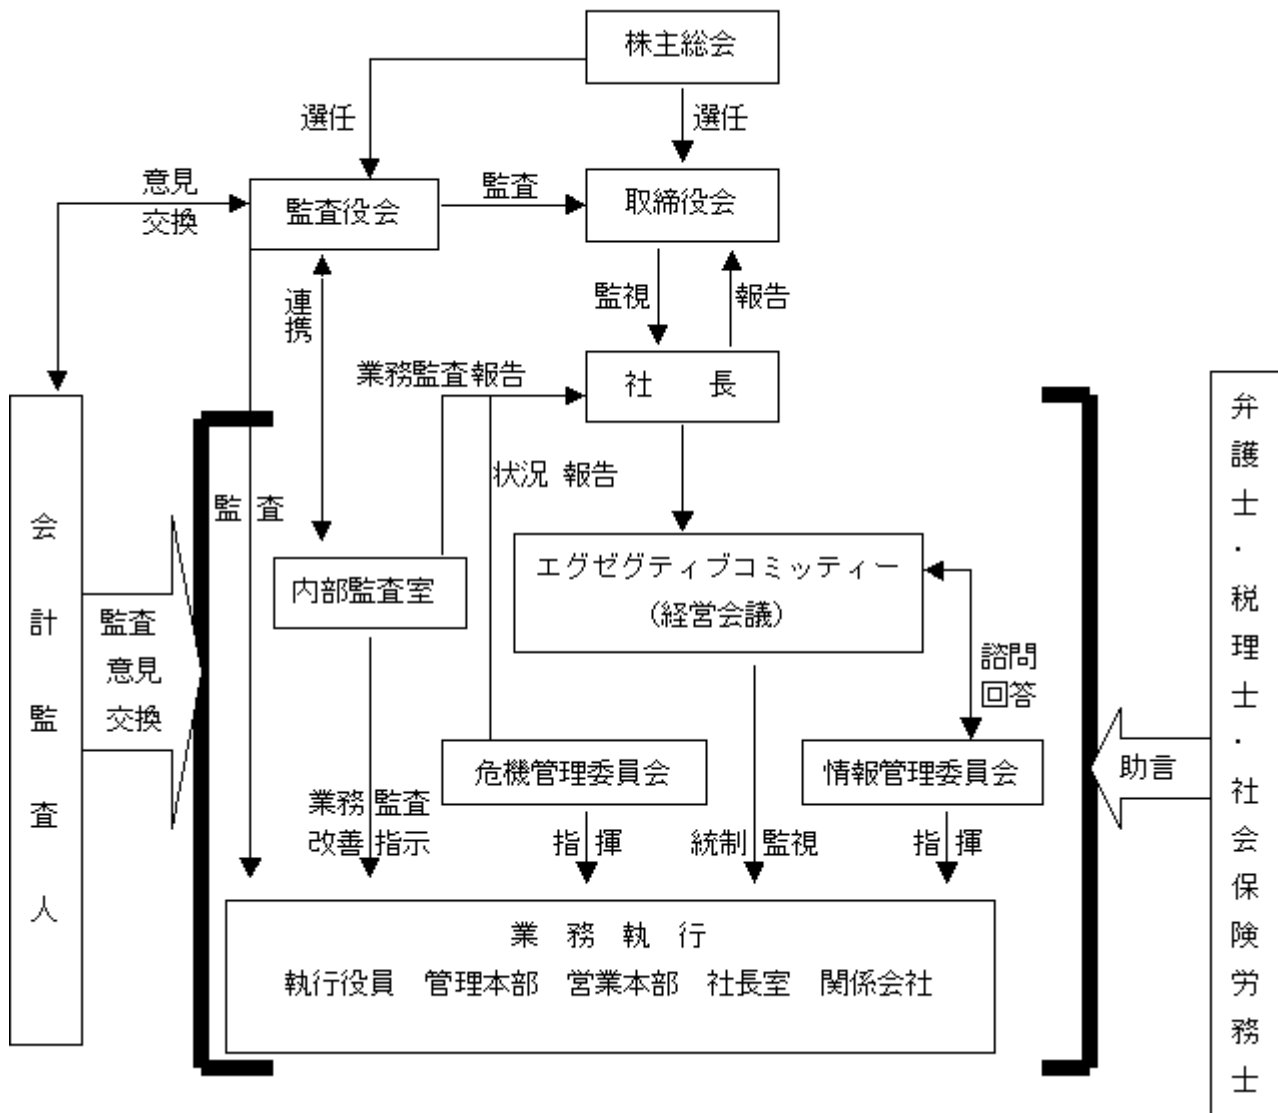 株主総会
選任
選任
意見
交換
監査役会
監査
取締役会
連携
監視
報告
業務監査報告
社 長
状況 報告
監 査
内部監査室
エグゼグティブコミッティー
(経営会議)
諮問
回答
会計監査人
監査
意見
交換
危機管理委員会
情報管理委員会
助言
弁護士・税理士・社会保険労務士
業務 監査
改善 指示
指 揮
統制 監視
指 揮
業 務 執 行
執行役員 管理本部 営業本部 社長室 関係会社